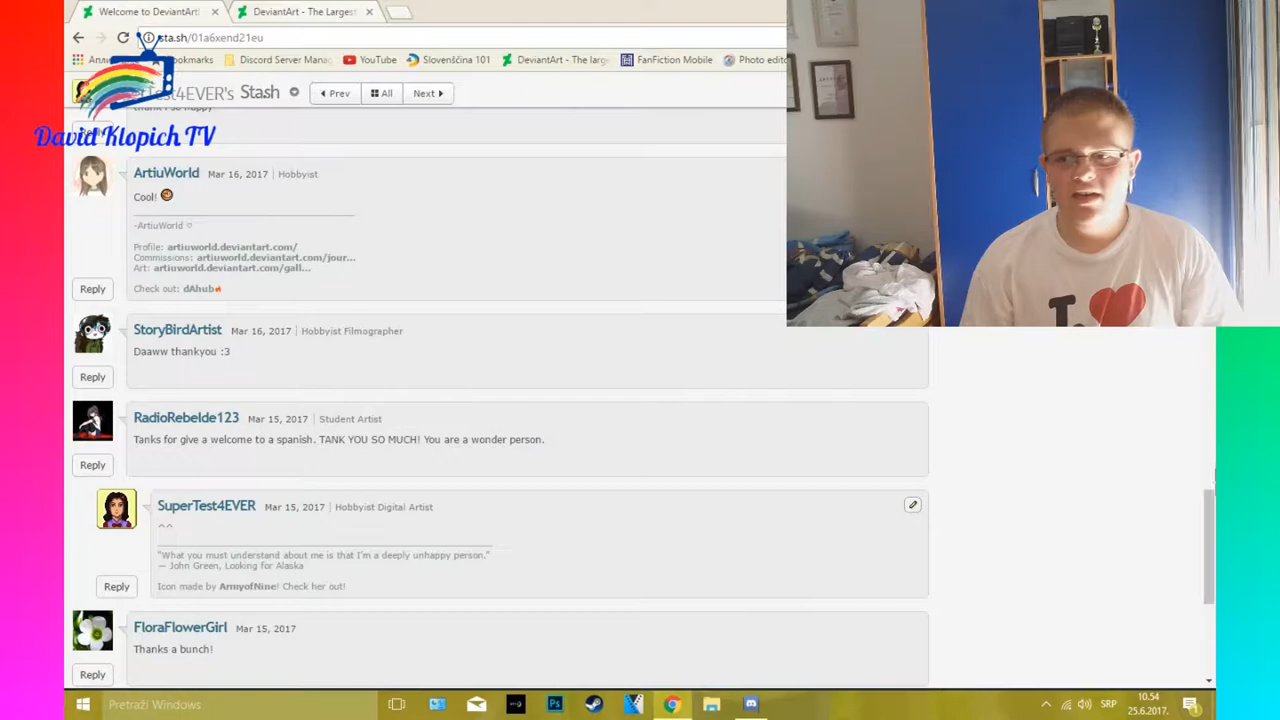 Welcome to DeviantArt!
DeviantArt - The Largest
sta.sh/01a6xend21eu
Bookmarks
Discord Server Mana
YouTube
Slovenščina 101
DeviantArt - The large
FanFiction Mobile
Photo edito
David Klopich TV
Test4EVER's Stash
Prev
All
Next
Reply
ArtiuWorld Mar 16, 2017 | Hobbyist
Cool!
-ArtiuWorld ♡
Profile: artiuworld.deviantart.com/
Commissions: artiuworld.deviantart.com/jour...
Art: artiuworld.deviantart.com/gall...
Check out: dAhub
Reply
StoryBirdArtist Mar 16, 2017 | Hobbyist Filmographer
Daaww thankyou :3
Reply
RadioRebelde123 Mar 15, 2017 | Student Artist
Tanks for give a welcome to a spanish. TANK YOU SO MUCH! You are a wonder person.
Reply
SuperTest4EVER Mar 15, 2017 | Hobbyist Digital Artist
^^
"What you must understand about me is that I'm a deeply unhappy person."
— John Green, Looking for Alaska
Icon made by ArmyofNine! Check her out!
Reply
FloraFlowerGirl Mar 15, 2017
Thanks a bunch!
Reply
Pretraži Windows
SRP
10.54
25.6.2017.
I